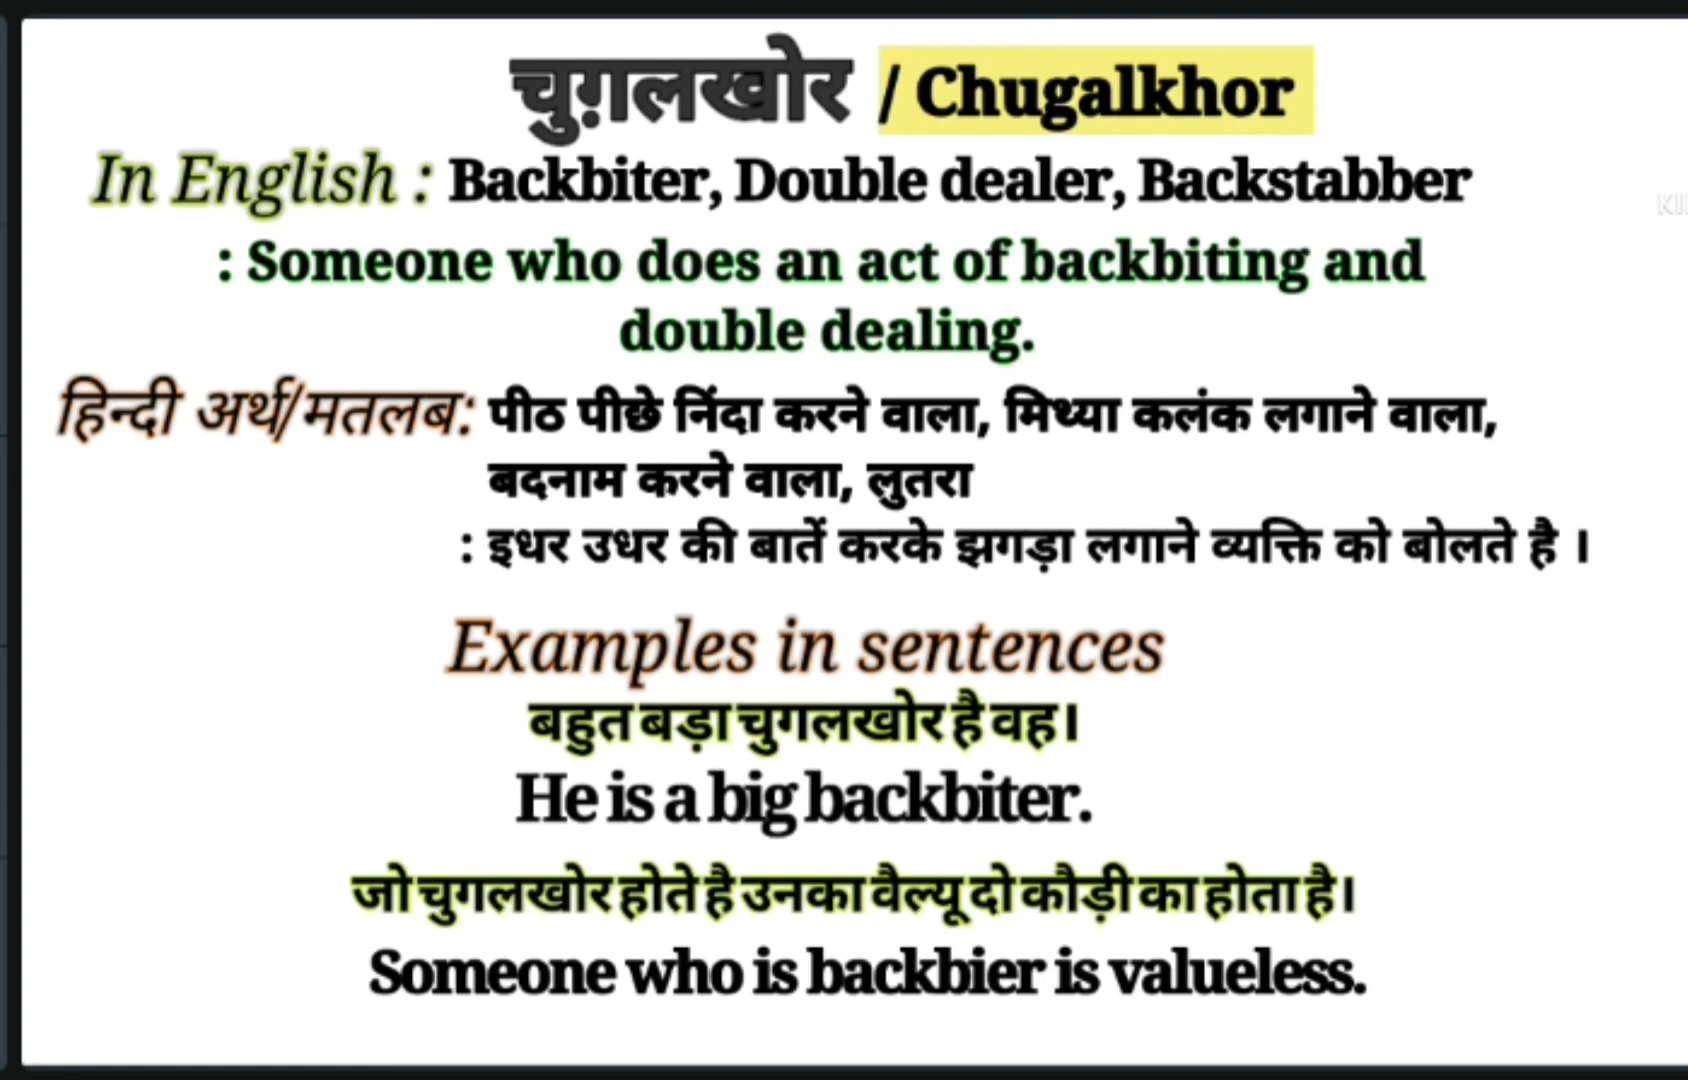 चुग़लखोर / Chugalkhor
In English : Backbiter, Double dealer, Backstabber
: Someone who does an act of backbiting and
double dealing.
हिन्दी अर्थ/मतलब: पीठ पीछे निंदा करने वाला, मिथ्या कलंक लगाने वाला,
बदनाम करने वाला, लुतरा
: इधर उधर की बातें करके झगड़ा लगाने व्यक्ति को बोलते है ।
Examples in sentences
बहुत बड़ा चुगलखोर है वह।
He is a big backbiter.
जो चुगलखोर होते है उनका वैल्यू दो कौड़ी का होता है।
Someone who is backbier is valueless.